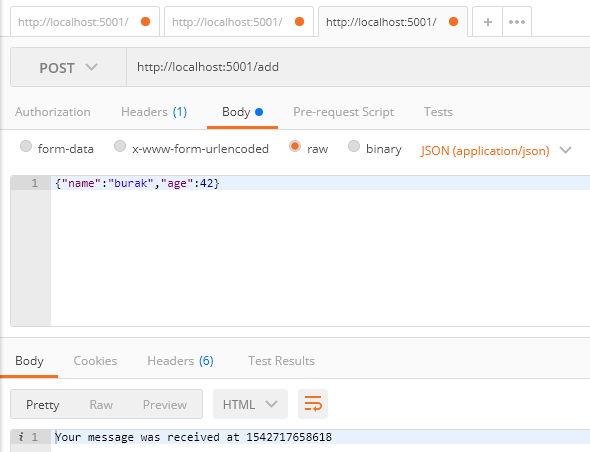 http://localhost:5001/ http://localhost:5001/ http://localhost:5001/ + •••
POST http://localhost:5001/add
Authorization Headers (1) Body Pre-request Script Tests
form-data x-www-form-urlencoded raw binary JSON (application/json)
1 {"name":"burak","age":42}
Body Cookies Headers (6) Test Results
Pretty Raw Preview HTML
i 1 Your message was received at 1542717658618